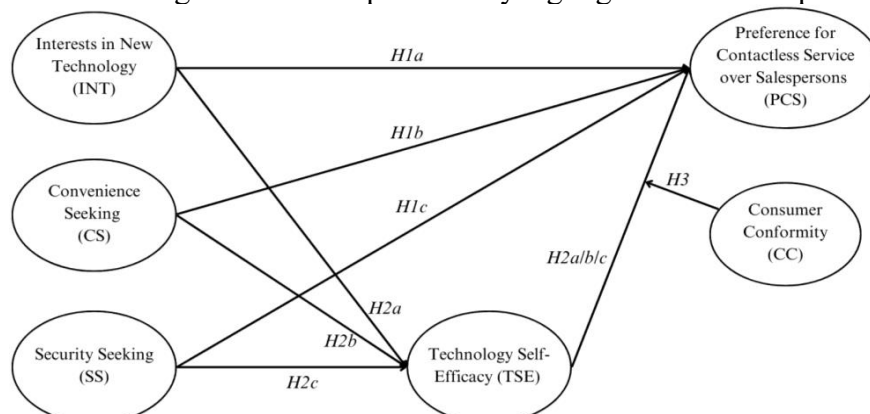 Interests in New
Technology
(INT)
H1a
Preference for
Contactless Service
over Salespersons
(PCS)
H1b
Convenience
Seeking
(CS)
H1c
H3
Consumer
Conformity
(CC)
H2a/b/c
H2a
H2b
Security Seeking
(SS)
H2c
Technology Self-
Efficacy (TSE)